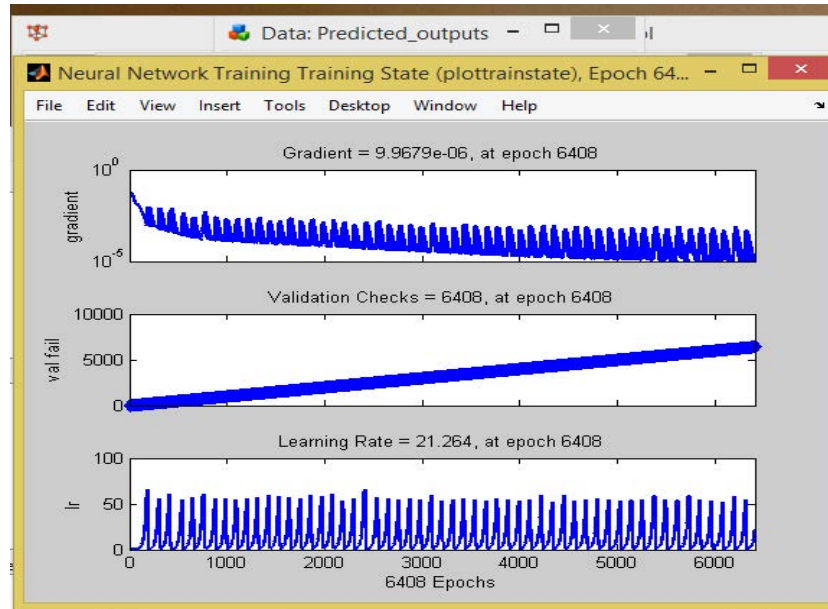 Data: Predicted_outputs
Neural Network Training Training State (plottrainstate), Epoch 64...
File Edit View Insert Tools Desktop Window Help
Gradient = 9.9679e-06, at epoch 6408
10^0
gradient
10^-5
Validation Checks = 6408, at epoch 6408
10000
val fail
5000
0
Learning Rate = 21.264, at epoch 6408
100
lr
50
0
0 1000 2000 3000 4000 5000 6000
6408 Epochs